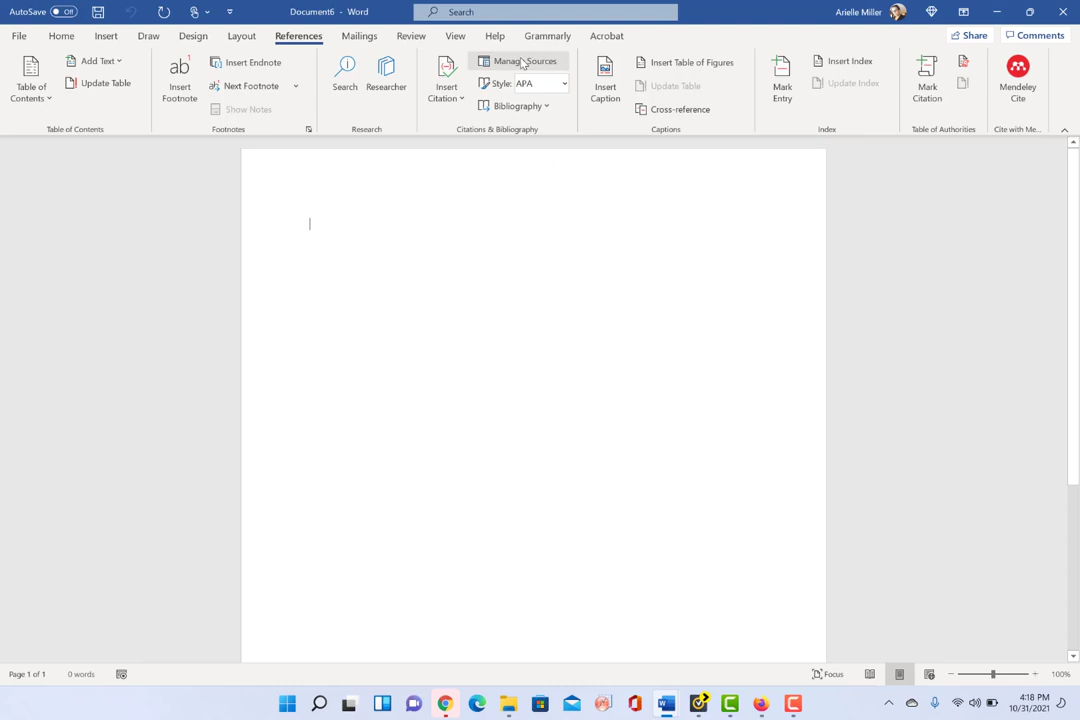 AutoSave Off
Document6 - Word
Search
Arielle Miller
File Home Insert Draw Design Layout References Mailings Review View Help Grammarly Acrobat
Share Comments
Table of
Contents
Add Text
Update Table
Table of Contents
ab1
Insert
Footnote
Insert Endnote
Next Footnote
Show Notes
Footnotes
Search
Researcher
Research
Insert
Citation
Manage Sources
Style: APA
Bibliography
Citations & Bibliography
Insert
Caption
Insert Table of Figures
Update Table
Cross-reference
Captions
Mark
Entry
Insert Index
Update Index
Index
Mark
Citation
Table of Authorities
Mendeley
Cite
Cite with Me...
Page 1 of 1 0 words
Focus
100%
4:18 PM
10/31/2021